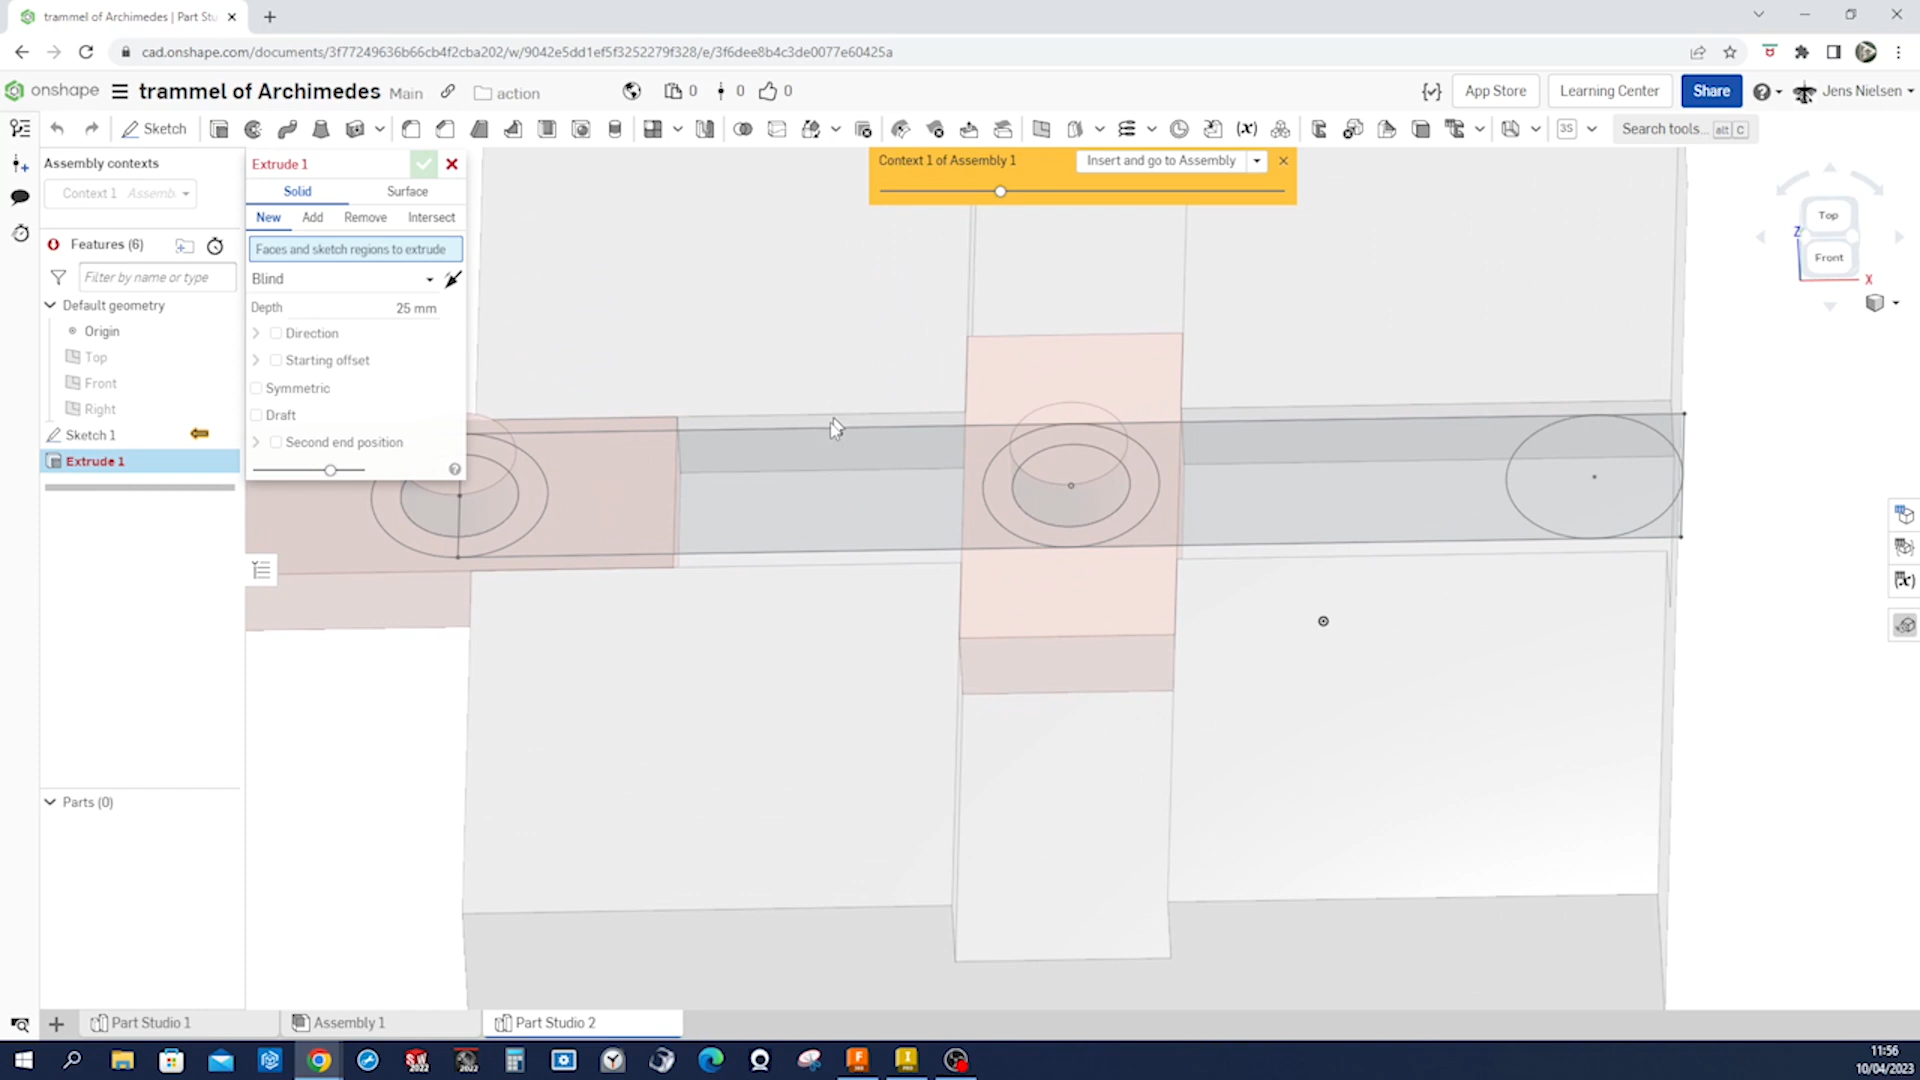 trammel of Archimedes | Part Stu
cad.onshape.com/documents/3f77249636b66cb4f2cba202/w/9042e5dd1ef5f3252279f328/e/3f6dee8b4c3de0077e60425a
onshape
trammel of Archimedes Main action 0 0 0
App Store Learning Center Share Jens Nielsen
Sketch
Search tools... alt C
Assembly contexts
Context 1 Assemb.
Features (6)
Filter by name or type
Default geometry
Origin
Top
Front
Right
Sketch 1
Extrude 1
Parts (0)
Extrude 1
Solid Surface
New Add Remove Intersect
Faces and sketch regions to extrude
Blind
Depth 25 mm
Direction
Starting offset
Symmetric
Draft
Second end position
Context 1 of Assembly 1 Insert and go to Assembly
Top
Front
Z
X
Part Studio 1 Assembly 1 Part Studio 2
11:56
10/04/2023